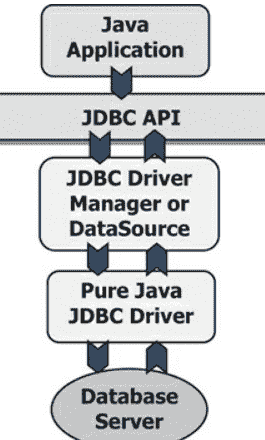 Java
Application
JDBC API
JDBC Driver
Manager or
DataSource
Pure Java
JDBC Driver
Database
Server